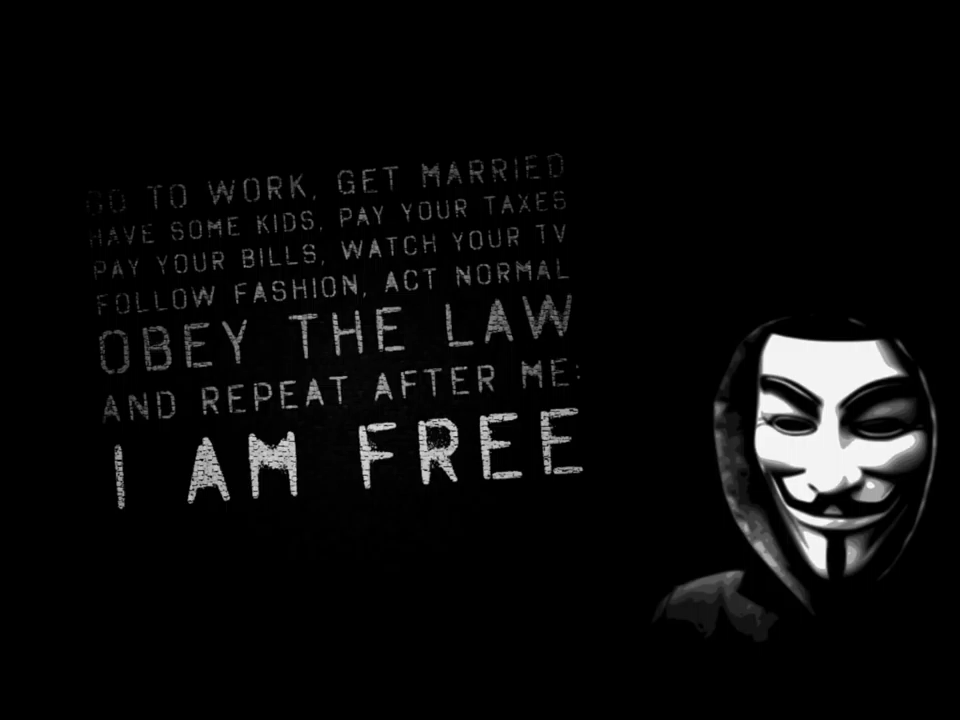 GO TO WORK, GET MARRIED
HAVE SOME KIDS, PAY YOUR TAXES
PAY YOUR BILLS, WATCH YOUR TV
FOLLOW FASHION, ACT NORMAL
OBEY THE LAW
AND REPEAT AFTER ME:
I AM FREE